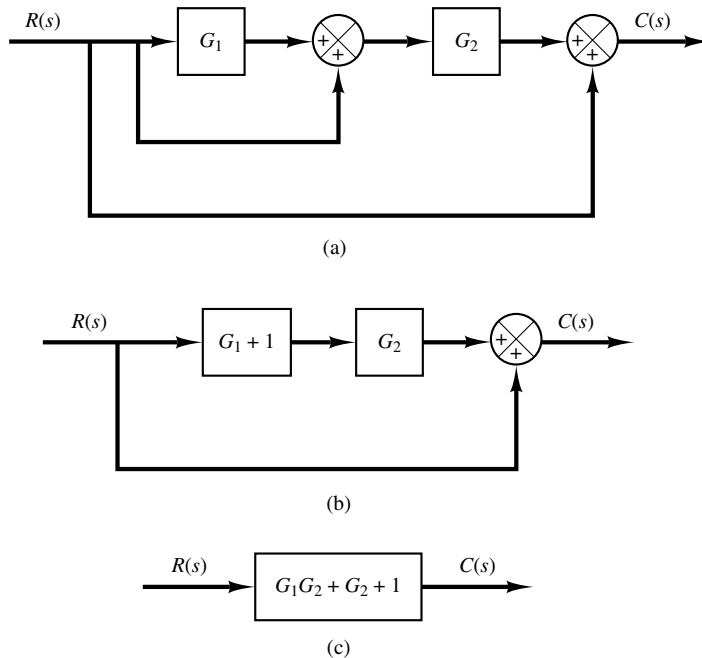 R(s) G₁ + + G₂ + + C(s)
(a)
R(s) G₁ + 1 G₂ + + C(s)
(b)
R(s) G₁G₂ + G₂ + 1 C(s)
(c)